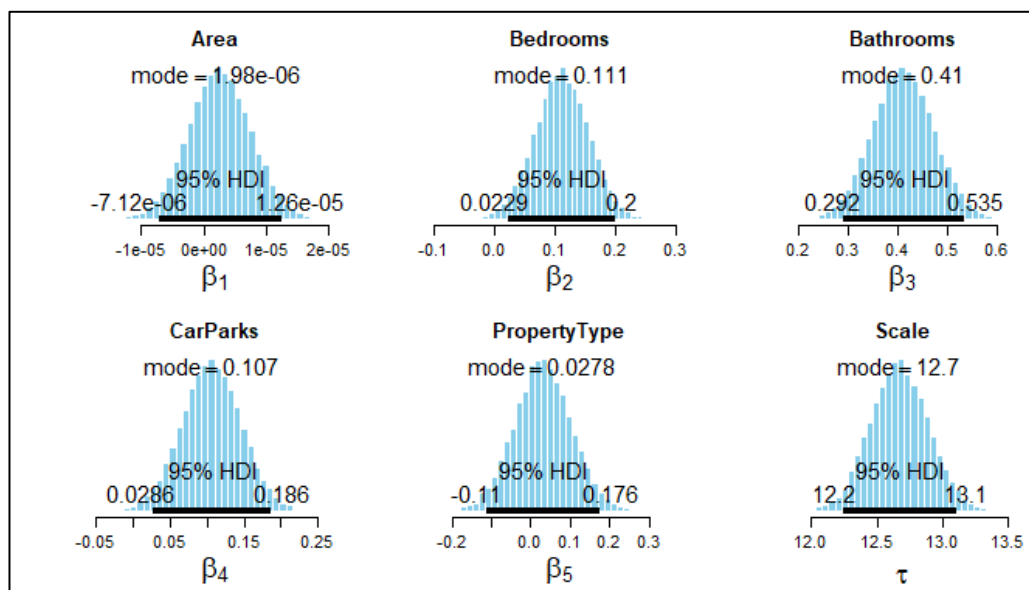 Area
mode = 1.98e-06
95% HDI
-7.12e-06 1.26e-05
-1e-05 0e+00 1e-05 2e-05
β1
Bedrooms
mode = 0.111
95% HDI
0.0229 0.2
-0.1 0.0 0.1 0.2 0.3
β2
Bathrooms
mode = 0.41
95% HDI
0.292 0.535
0.2 0.3 0.4 0.5 0.6
β3
CarParks
mode = 0.107
95% HDI
0.0286 0.186
-0.05 0.05 0.15 0.25
β4
PropertyType
mode = 0.0278
95% HDI
-0.11 0.176
-0.2 0.0 0.1 0.2 0.3
β5
Scale
mode = 12.7
95% HDI
12.2 13.1
12.0 12.5 13.0 13.5
τ